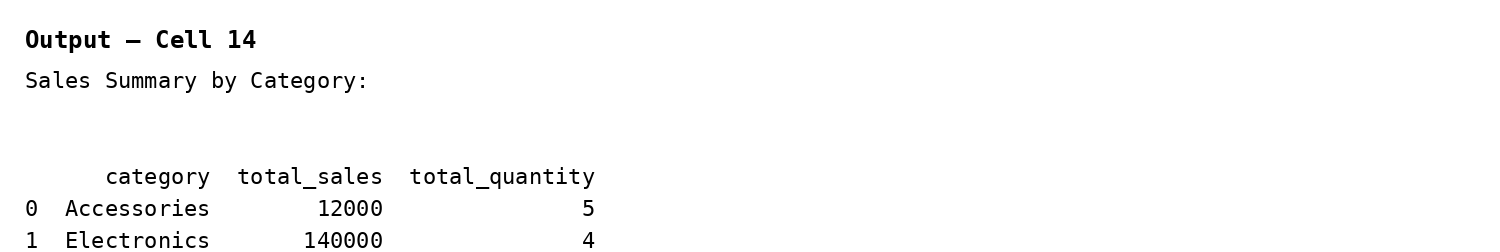 Output — Cell 14
Sales Summary by Category:
category  total_sales  total_quantity
0  Accessories        12000               5
1  Electronics       140000               4